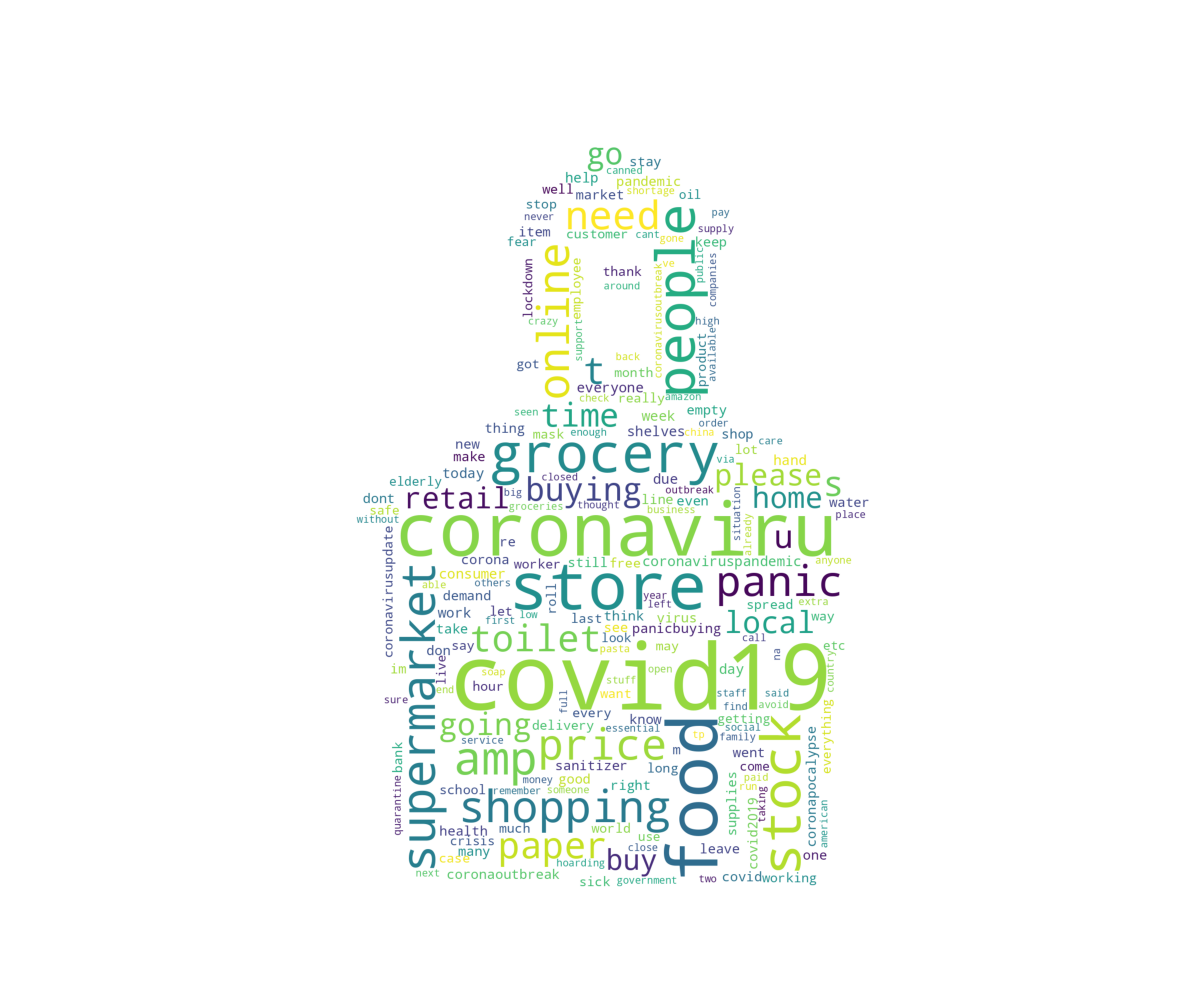 go
stay
canned
help
pandemic
well
market
shortage
oil
stop
need
people
pay
never
supply
item
customer
cant
gone
keep
fear
online
public
ve
lockdown
employee
thank
companies
around
coronavirusoutbreak
crazy
high
support
product
available
back
got
t
month
everyone
check
really
amazon
seen
time
week
empty
order
thing
mask
enough
shelves
china
shop
care
new
grocery
via
lot
make
today
closed
due
please
hand
elderly
buying
outbreak
s
dont
retail
big
line
even
home
water
safe
groceries
thought
business
situation
place
without
coronaviru
u
already
coronavirusupdate
re
corona
worker
still
free
coronaviruspandemic
anyone
supermarket
consumer
store
panic
able
others
roll
year
demand
left
spread
extra
work
let
low
first
last
think
virus
local
way
take
toilet
see
panicbuying
look
call
don
say
pasta
may
na
etc
live
covid19
im
soap
open
day
country
end
hour
stuff
want
staff
said
sure
full
find
avoid
going
delivery
every
know
food
getting
stock
everything
essential
social
service
price
tp
family
coronapocalypse
bank
amp
m
went
sanitizer
long
come
quarantine
money
good
paid
school
remember
someone
right
supplies
run
taking
shopping
covid2019
american
health
much
world
crisis
paper
use
many
case
buy
close
leave
one
hoarding
next
coronaoutbreak
sick
government
two
covid
working